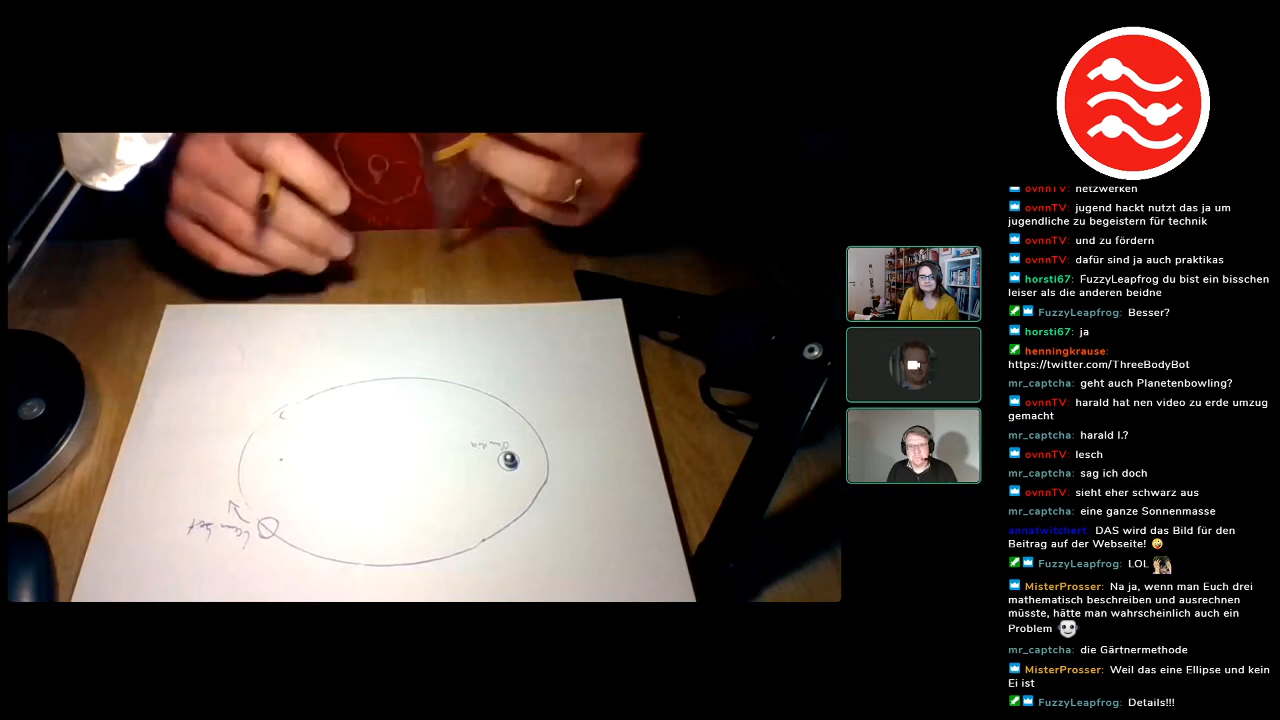 ovnnTV: netzwerken
ovnnTV: jugend hackt nutzt das ja um
jugendliche zu begeistern für technik
ovnnTV: und zu fördern
ovnnTV: dafür sind ja auch praktikas
horsti67: FuzzyLeapfrog du bist ein bisschen
leiser als die anderen beidne
FuzzyLeapfrog: Besser?
horsti67: ja
henningkrause:
https://twitter.com/ThreeBodyBot
mr_captcha: geht auch Planetenbowling?
ovnnTV: harald hat nen video zu erde umzug
gemacht
mr_captcha: harald l.?
ovnnTV: lesch
mr_captcha: sag ich doch
ovnnTV: sieht eher schwarz aus
mr_captcha: eine ganze Sonnenmasse
annatwitchert: DAS wird das Bild für den
Beitrag auf der Webseite!
FuzzyLeapfrog: LOL
MisterProsser: Na ja, wenn man Euch drei
mathematisch beschreiben und ausrechnen
müsste, hätte man wahrscheinlich auch ein
Problem
mr_captcha: die Gärtnermethode
MisterProsser: Weil das eine Ellipse und kein
Ei ist
FuzzyLeapfrog: Details!!!